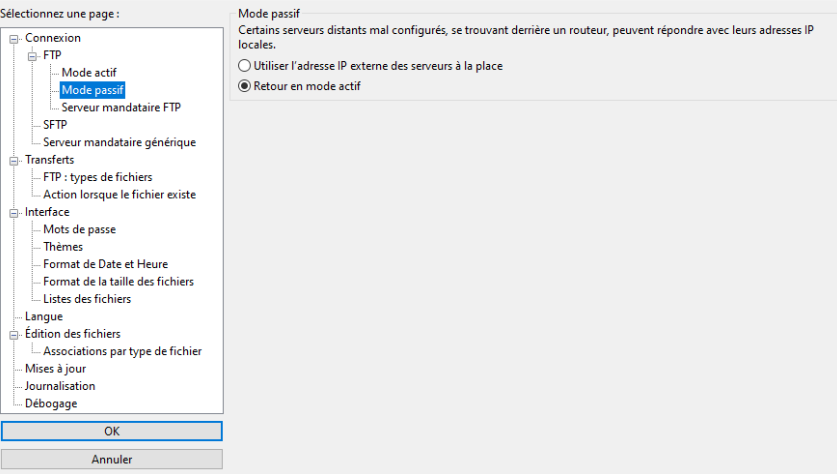 Sélectionnez une page :
Connexion
FTP
Mode actif
Mode passif
Serveur mandataire FTP
SFTP
Serveur mandataire générique
Transferts
FTP : types de fichiers
Action lorsque le fichier existe
Interface
Mots de passe
Thèmes
Format de Date et Heure
Format de la taille des fichiers
Listes des fichiers
Langue
Édition des fichiers
Associations par type de fichier
Mises à jour
Journalisation
Débogage
OK
Annuler
Mode passif
Certains serveurs distants mal configurés, se trouvant derrière un routeur, peuvent répondre avec leurs adresses IP
locales.
Utiliser l'adresse IP externe des serveurs à la place
Retour en mode actif